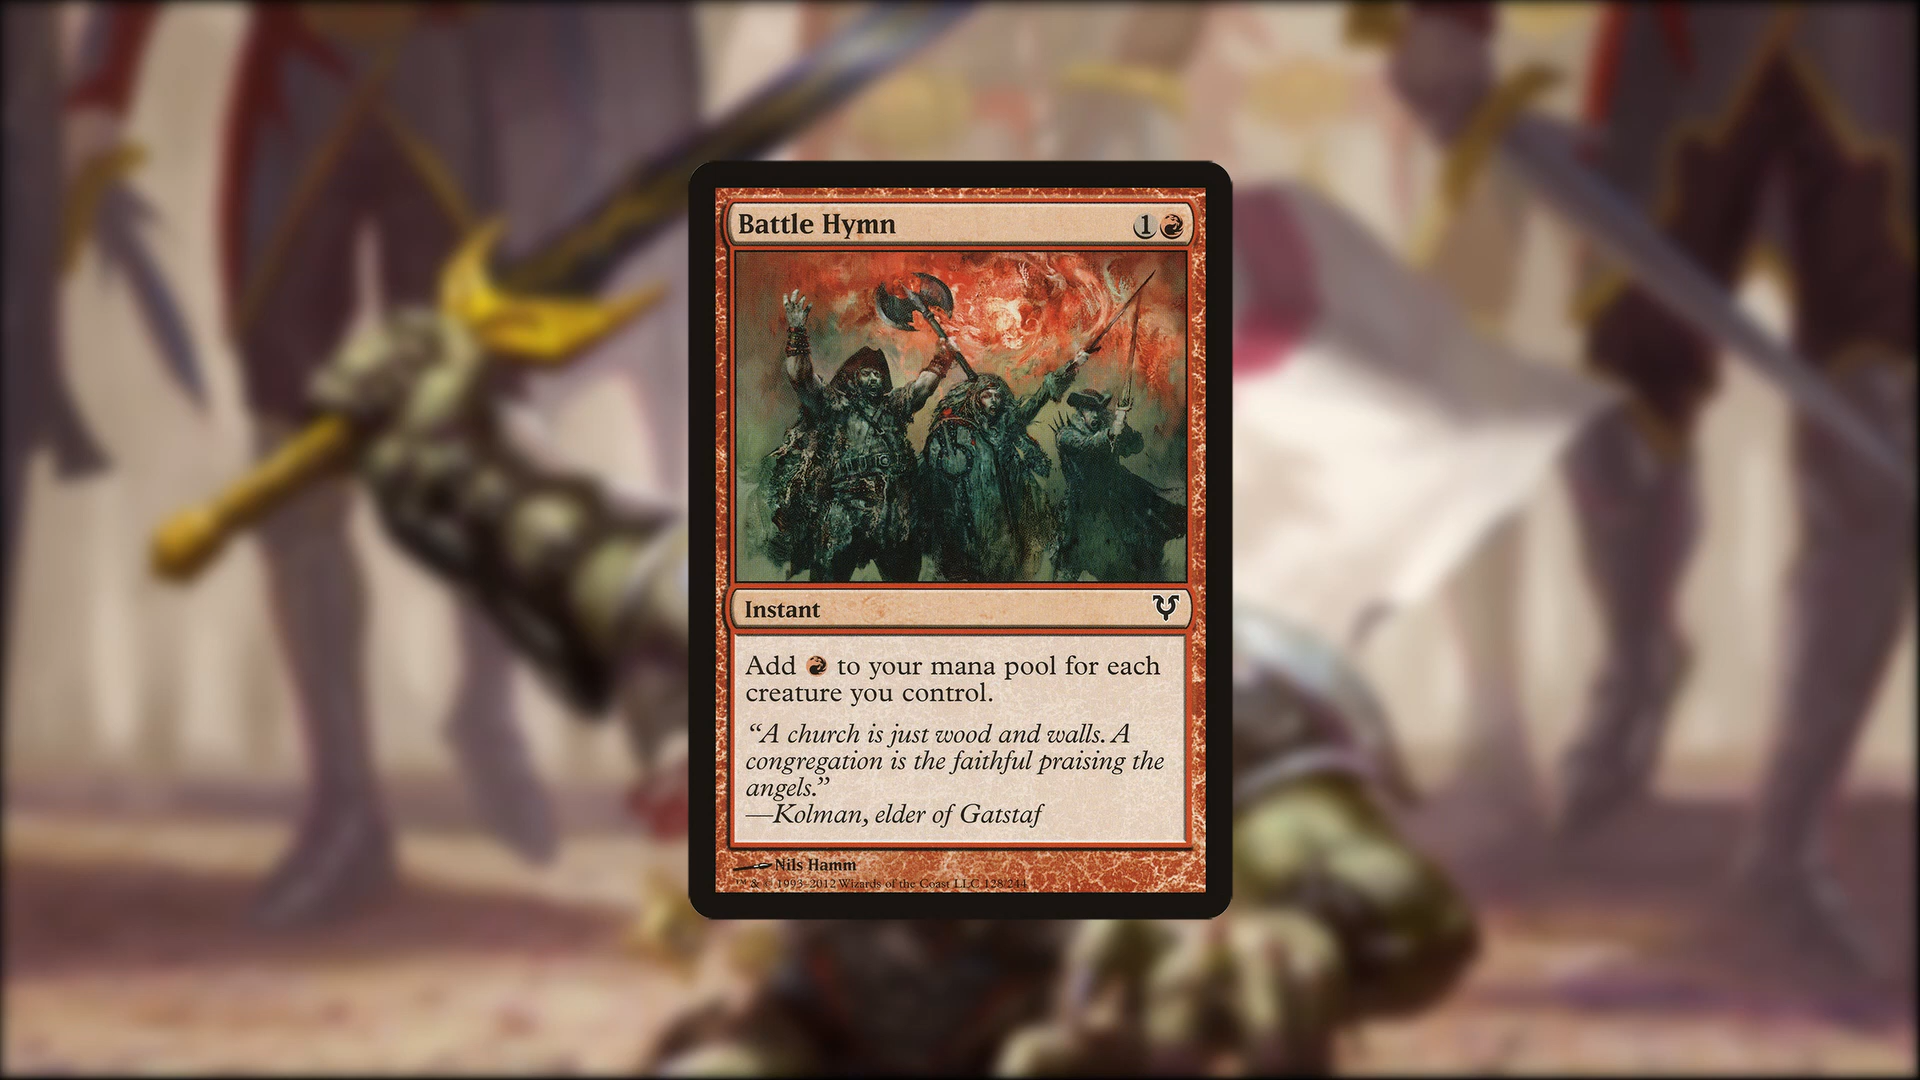 Battle Hymn 1
Instant
Add to your mana pool for each
creature you control.
“A church is just wood and walls. A
congregation is the faithful praising the
angels.”
—Kolman, elder of Gatstaf
Nils Hamm
™ & © 1993–2012 Wizards of the Coast LLC 128/244